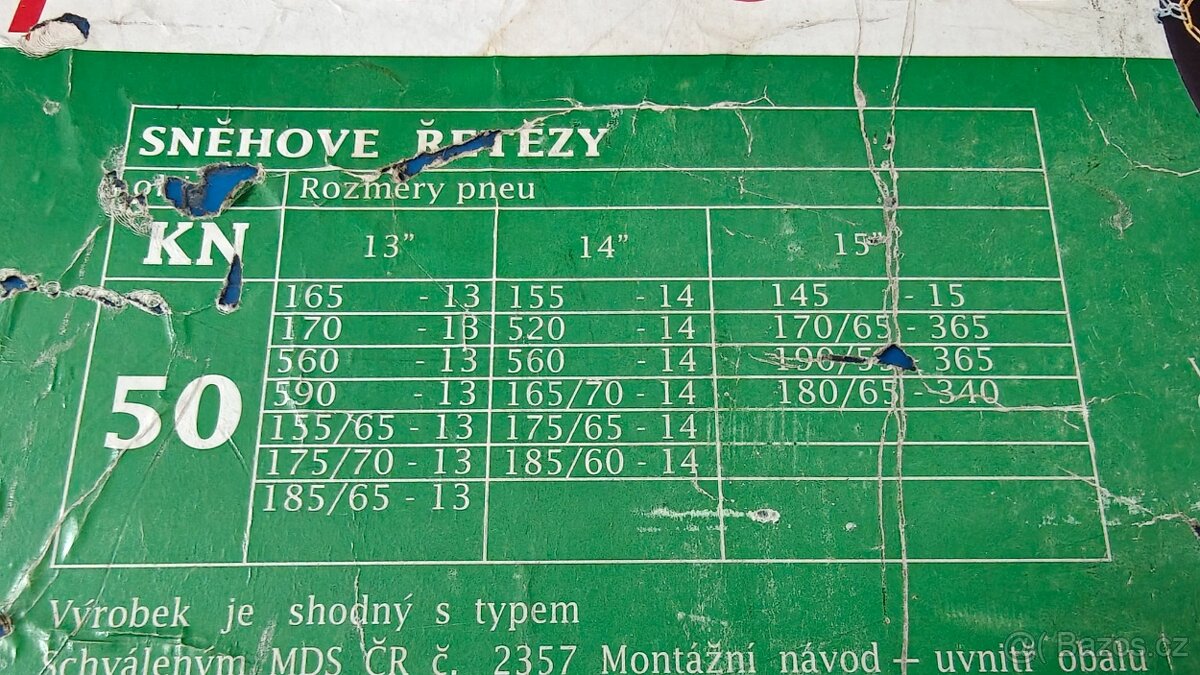 SNĚHOVE ŘETĚZY
Rozměry pneu
KN 13” 14” 15”
165 - 13 155 - 14 145 - 15
170 - 13 520 - 14 170/65 - 365
560 - 13 560 - 14 - 365
590 - 13 165/70 - 14 180/65 - 340
50
155/65 - 13 175/65 - 14
175/70 - 13 185/60 - 14
185/65 - 13
Výrobek je shodný s typem
Schváleným MDS ČR č. 2357 Montážní návod – uvnitř obalu
Bazos.cz